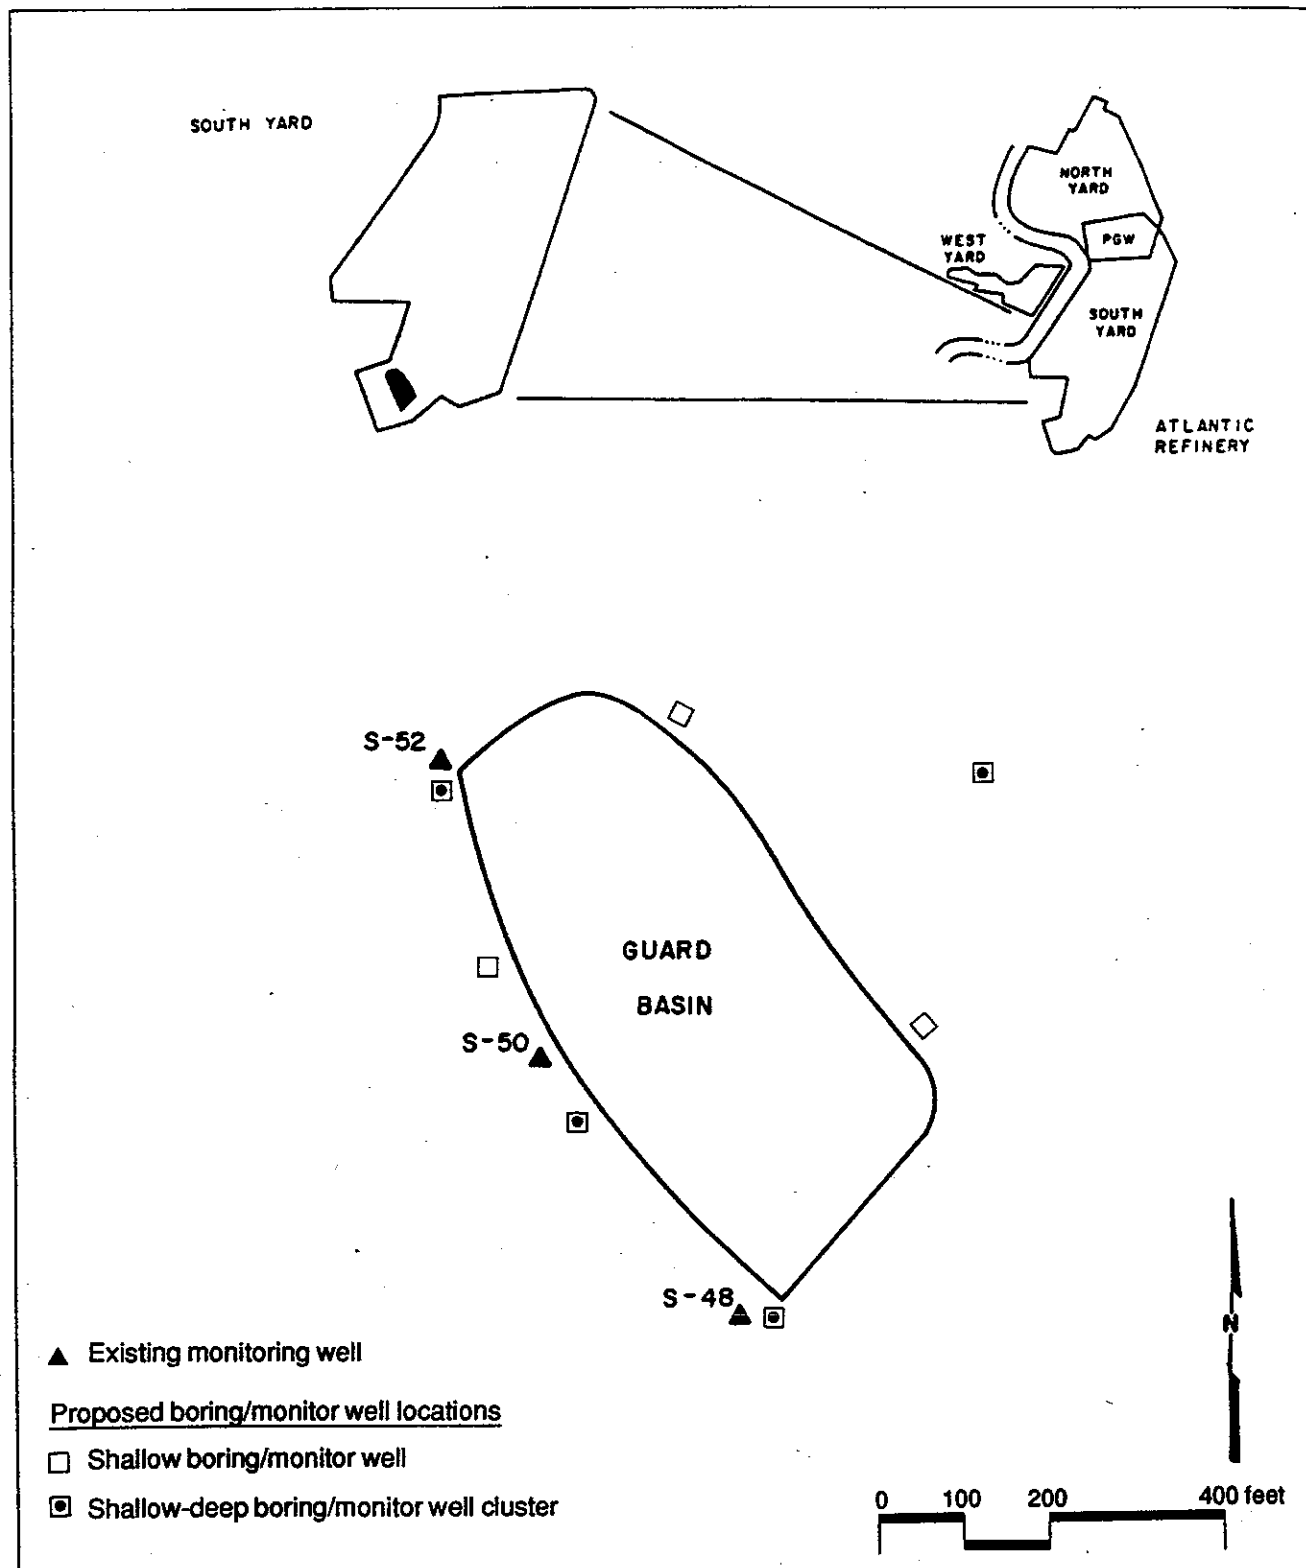 SOUTH YARD
NORTH
YARD
PGW
WEST
YARD
SOUTH
YARD
ATLANTIC
REFINERY
S-52
GUARD
BASIN
S-50
S-48
N
Existing monitoring well
Proposed boring/monitor well locations
Shallow boring/monitor well
Shallow-deep boring/monitor well cluster
0 100 200 400 feet